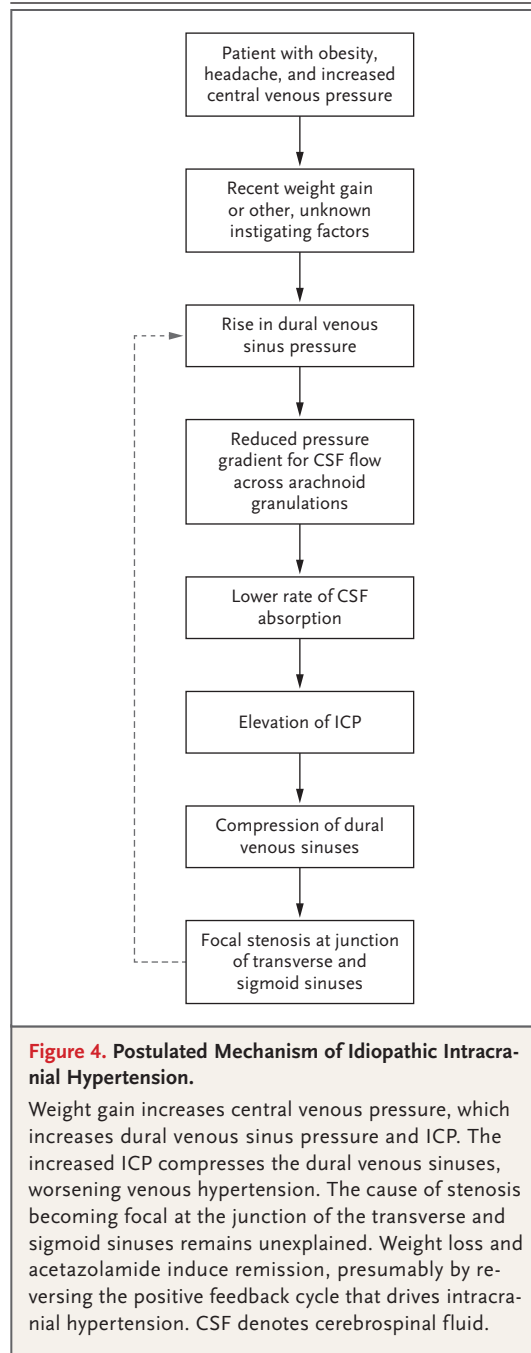 Patient with obesity,
headache, and increased
central venous pressure
Recent weight gain
or other, unknown
instigating factors
Rise in dural venous
sinus pressure
Reduced pressure
gradient for CSF flow
across arachnoid
granulations
Lower rate of CSF
absorption
Elevation of ICP
Compression of dural
venous sinuses
Focal stenosis at junction
of transverse and
sigmoid sinuses
Figure 4. Postulated Mechanism of Idiopathic Intracra-
nial Hypertension.
Weight gain increases central venous pressure, which
increases dural venous sinus pressure and ICP. The
increased ICP compresses the dural venous sinuses,
worsening venous hypertension. The cause of stenosis
becoming focal at the junction of the transverse and
sigmoid sinuses remains unexplained. Weight loss and
acetazolamide induce remission, presumably by re-
versing the positive feedback cycle that drives intracra-
nial hypertension. CSF denotes cerebrospinal fluid.